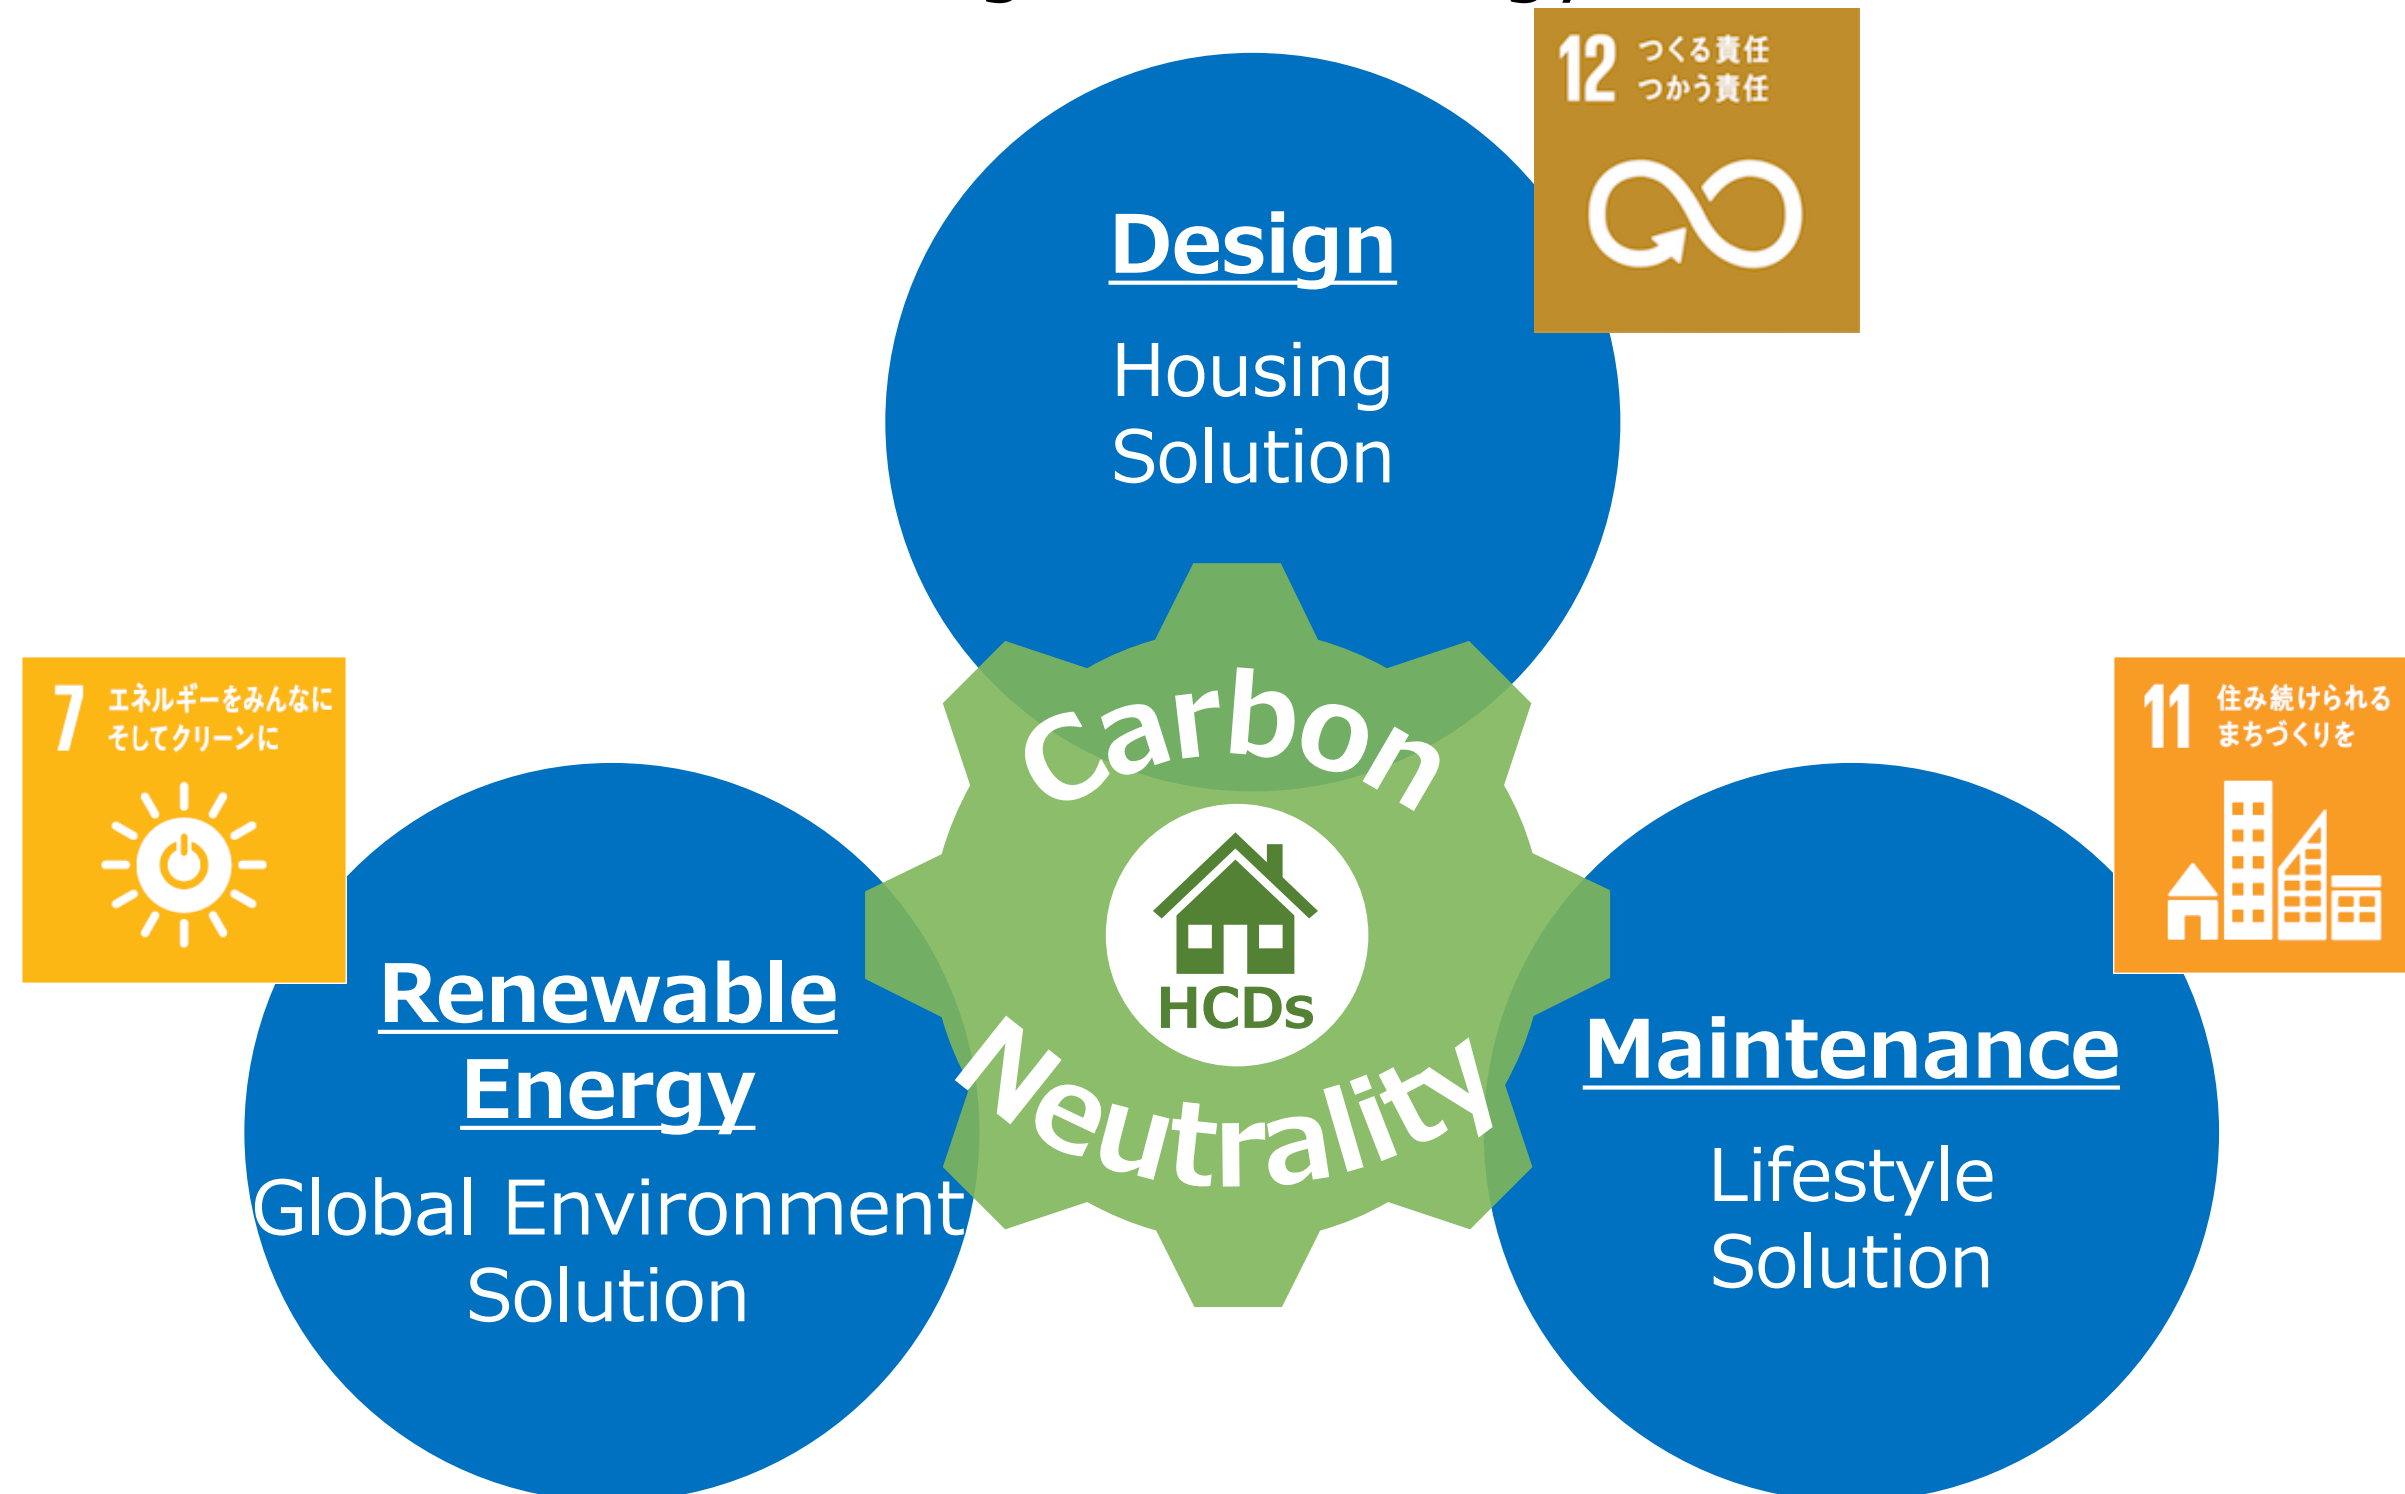 12 つくる責任
つかう責任
Design
Housing
Solution
7 エネルギーをみんなに
そしてクリーンに
11 住み続けられる
まちづくりを
Carbon
HCDs
Neutrality
Renewable
Energy
Global Environment
Solution
Maintenance
Lifestyle
Solution